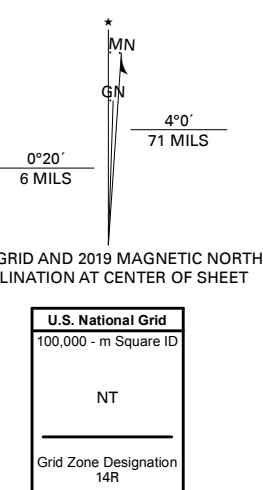 ★
MN
GN
4°0´
71 MILS
0°20´
6 MILS
GRID AND 2019 MAGNETIC NORTH
LINATION AT CENTER OF SHEET
U.S. National Grid
100,000 - m Square ID
NT
Grid Zone Designation
14R